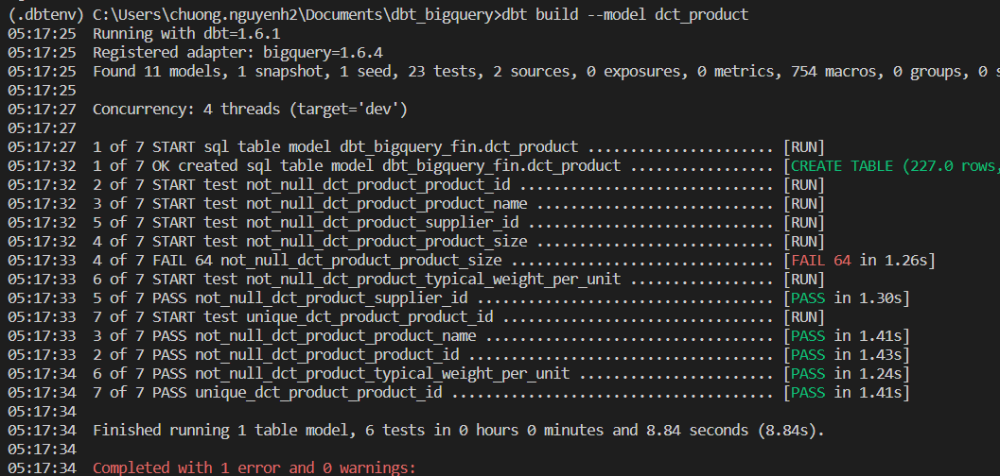 (.dbtenv) C:\Users\chuong.nguyenh2\Documents\dbt_bigquery>dbt build --model dct_product
05:17:25  Running with dbt=1.6.1
05:17:25  Registered adapter: bigquery=1.6.4
05:17:25  Found 11 models, 1 snapshot, 1 seed, 23 tests, 2 sources, 0 exposures, 0 metrics, 754 macros, 0 groups, 0 s
05:17:25
05:17:27  Concurrency: 4 threads (target='dev')
05:17:27
05:17:27  1 of 7 START sql table model dbt_bigquery_fin.dct_product ...................... [RUN]
05:17:32  1 of 7 OK created sql table model dbt_bigquery_fin.dct_product ................. [CREATE TABLE (227.0 rows,
05:17:32  2 of 7 START test not_null_dct_product_product_id .............................. [RUN]
05:17:32  3 of 7 START test not_null_dct_product_product_name ............................ [RUN]
05:17:32  5 of 7 START test not_null_dct_product_supplier_id ............................. [RUN]
05:17:32  4 of 7 START test not_null_dct_product_product_size ............................ [RUN]
05:17:33  4 of 7 FAIL 64 not_null_dct_product_product_size ............................... [FAIL 64 in 1.26s]
05:17:33  6 of 7 START test not_null_dct_product_typical_weight_per_unit ................. [RUN]
05:17:33  5 of 7 PASS not_null_dct_product_supplier_id ................................... [PASS in 1.30s]
05:17:33  7 of 7 START test unique_dct_product_product_id ................................ [RUN]
05:17:33  3 of 7 PASS not_null_dct_product_product_name .................................. [PASS in 1.41s]
05:17:33  2 of 7 PASS not_null_dct_product_product_id .................................... [PASS in 1.43s]
05:17:34  6 of 7 PASS not_null_dct_product_typical_weight_per_unit ....................... [PASS in 1.24s]
05:17:34  7 of 7 PASS unique_dct_product_product_id ...................................... [PASS in 1.41s]
05:17:34
05:17:34  Finished running 1 table model, 6 tests in 0 hours 0 minutes and 8.84 seconds (8.84s).
05:17:34
05:17:34  Completed with 1 error and 0 warnings: